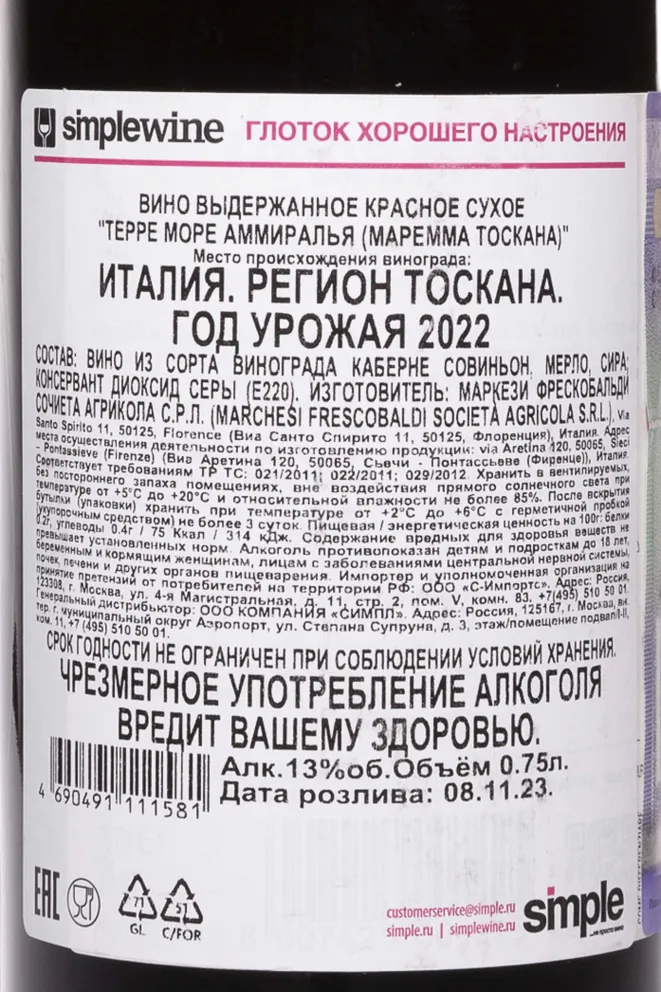 simplewine ГЛОТОК ХОРОШЕГО НАСТРОЕНИЯ
ВИНО ВЫДЕРЖАННОЕ КРАСНОЕ СУХОЕ
"ТЕРРЕ МОРЕ АММИРАЛЬЯ (МАРЕММА ТОСКАНА)"
Место происхождения винограда:
ИТАЛИЯ. РЕГИОН ТОСКАНА.
ГОД УРОЖАЯ 2022
СОСТАВ: ВИНО ИЗ СОРТА ВИНОГРАДА КАБЕРНЕ СОВИНЬОН, МЕРЛО, СИРА;
КОНСЕРВАНТ ДИОКСИД СЕРЫ (Е220). ИЗГОТОВИТЕЛЬ: МАРКЕЗИ ФРЕСКОБАЛЬДИ
СОЧИЕТА АГРИКОЛА С.Р.Л. (MARCHESI FRESCOBALDI SOCIETÀ AGRICOLA S.R.L.), Via
Santo Spirito 11, 50125, Florence (Виа Санто Спирито 11, 50125, Флоренция), Италия. Адрес
места осуществления деятельности по изготовлению продукции: via Aretina 120, 50065, Sieci
- Pontassieve (Firenze) (Виа Аретина 120, 50065, Сьечи - Понтассьеве (Фиренце)), Италия.
Соответствует требованиям ТР ТС: 021/2011; 022/2011; 029/2012. Хранить в вентилируемых,
без постороннего запаха помещениях, вне воздействия прямого солнечного света при
температуре от +5°С до +20°С и относительной влажности не более 85%. После вскрытия
бутылки (упаковки) хранить при температуре от +2°С до +6°С с герметичной пробкой
(укупорочным средством) не более 3 суток. Пищевая / энергетическая ценность на 100г: белки
0.2г, углеводы 0.4г / 75 Ккал / 314 кДж. Содержание вредных для здоровья веществ не
превышает установленных норм. Алкоголь противопоказан детям и подросткам до 18 лет,
беременным и кормящим женщинам, лицам с заболеваниями центральной нервной системы,
почек, печени и других органов пищеварения. Импортер и уполномоченная организация на
принятие претензий от потребителей на территории РФ: ООО «С-Импортс». Адрес: Россия,
123308, г. Москва, ул. 4-я Магистральная, д. 11, стр. 2, пом. V, комн. 83, +7(495) 510 50 01.
Генеральный дистрибьютор: ООО КОМПАНИЯ «СИМПЛ». Адрес: Россия, 125167, г. Москва, вн.
тер. г. муниципальный округ Аэропорт, ул. Степана Супруна, д. 3, этаж/помещение подвал/I-II,
ком. 11, +7 (495) 510 50 01.
СРОК ГОДНОСТИ НЕ ОГРАНИЧЕН ПРИ СОБЛЮДЕНИИ УСЛОВИЙ ХРАНЕНИЯ.
ЧРЕЗМЕРНОЕ УПОТРЕБЛЕНИЕ АЛКОГОЛЯ
ВРЕДИТ ВАШЕМУ ЗДОРОВЬЮ.
Алк.13%об.Объём 0.75л.
Дата розлива: 08.11.23.
4 690491 111581
EAC
71
GL
51
C/FOR
customerservice@simple.ru
simple.ru | simplewine.ru
simple
...не просто вино